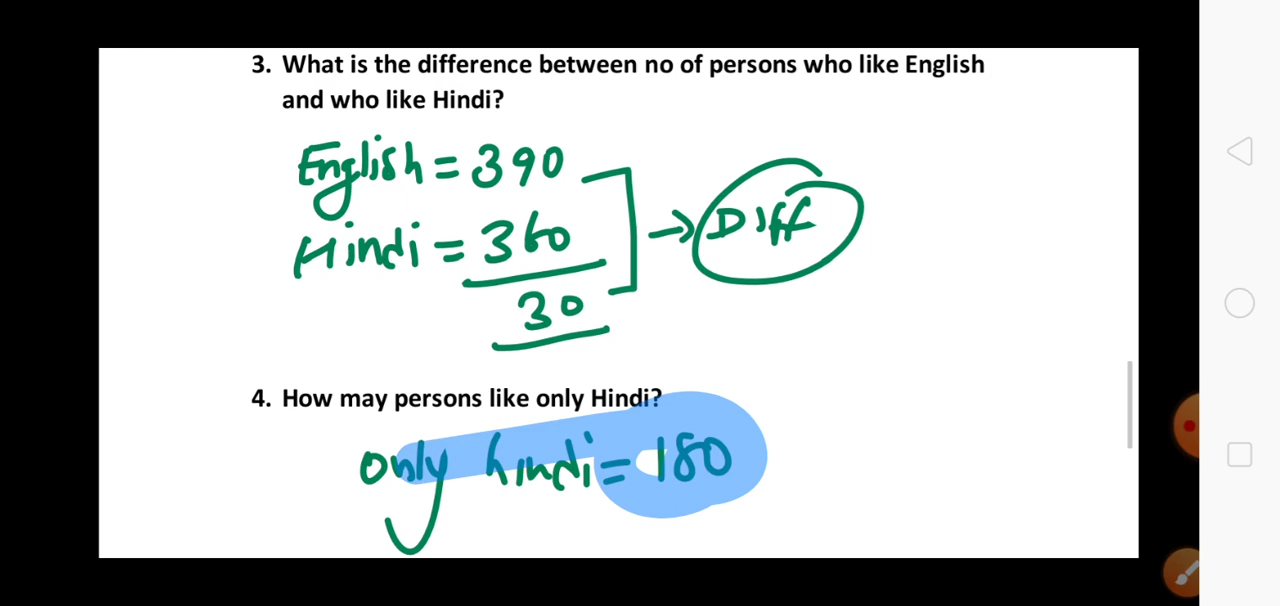 3. What is the difference between no of persons who like English
and who like Hindi?
English = 390
Hindi = 360
→ Diff
30
4. How may persons like only Hindi?
only hindi = 180